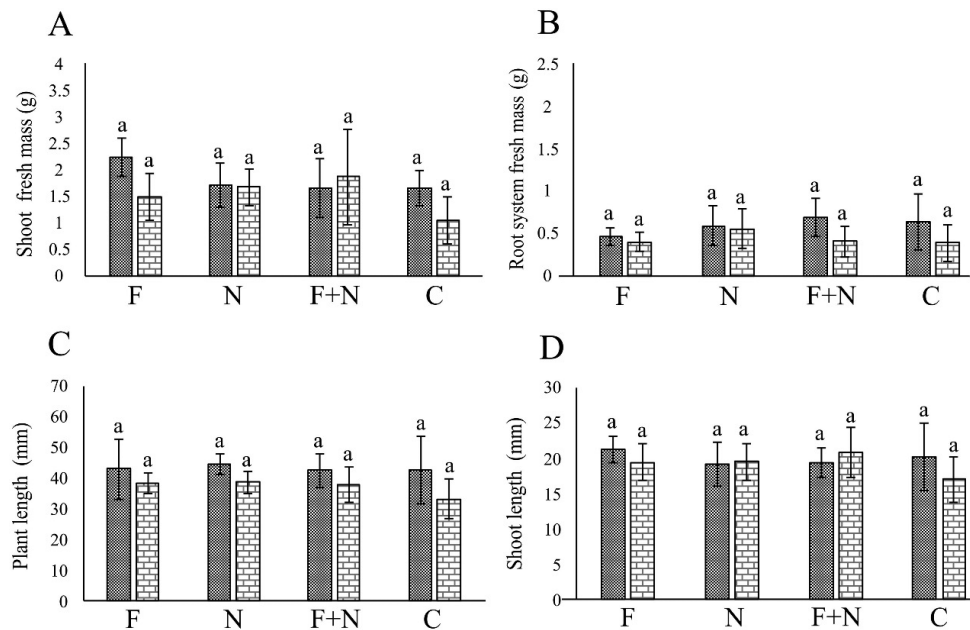 A
Shoot fresh mass (g)
4
3.5
3
2.5
2
1.5
1
0.5
0
a a a a a a a a
F N F+N C
B
Root system fresh mass (g)
2.5
2
1.5
1
0.5
0
a a a a a a a a
F N F+N C
C
Plant length (mm)
70
60
50
40
30
20
10
0
a a a a a a a a
F N F+N C
D
Shoot length (mm)
30
25
20
15
10
5
0
a a a a a a a a
F N F+N C